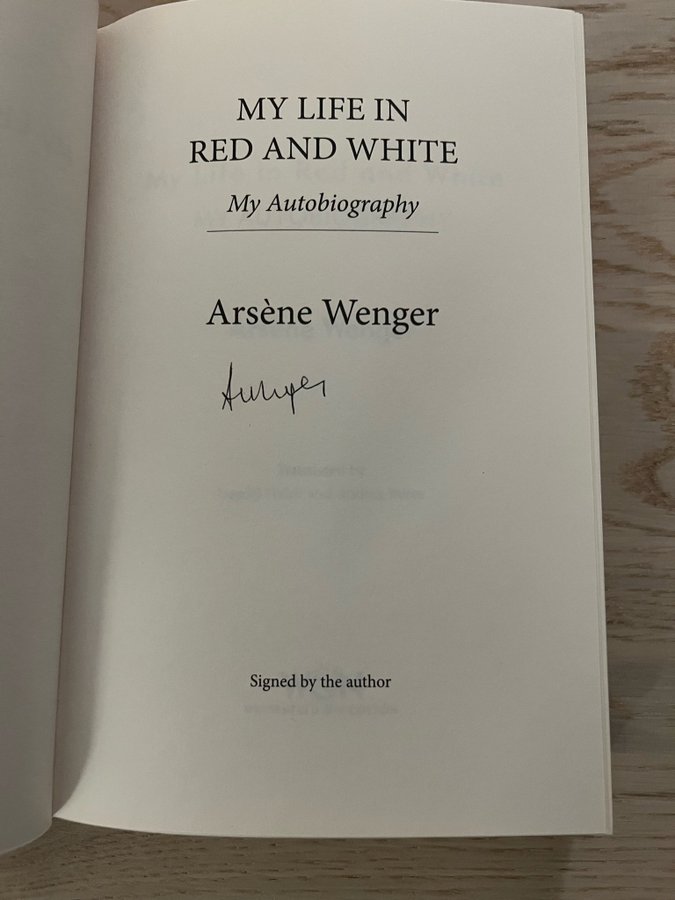 MY LIFE IN
RED AND WHITE
My Autobiography
Arsène Wenger
Signed by the author